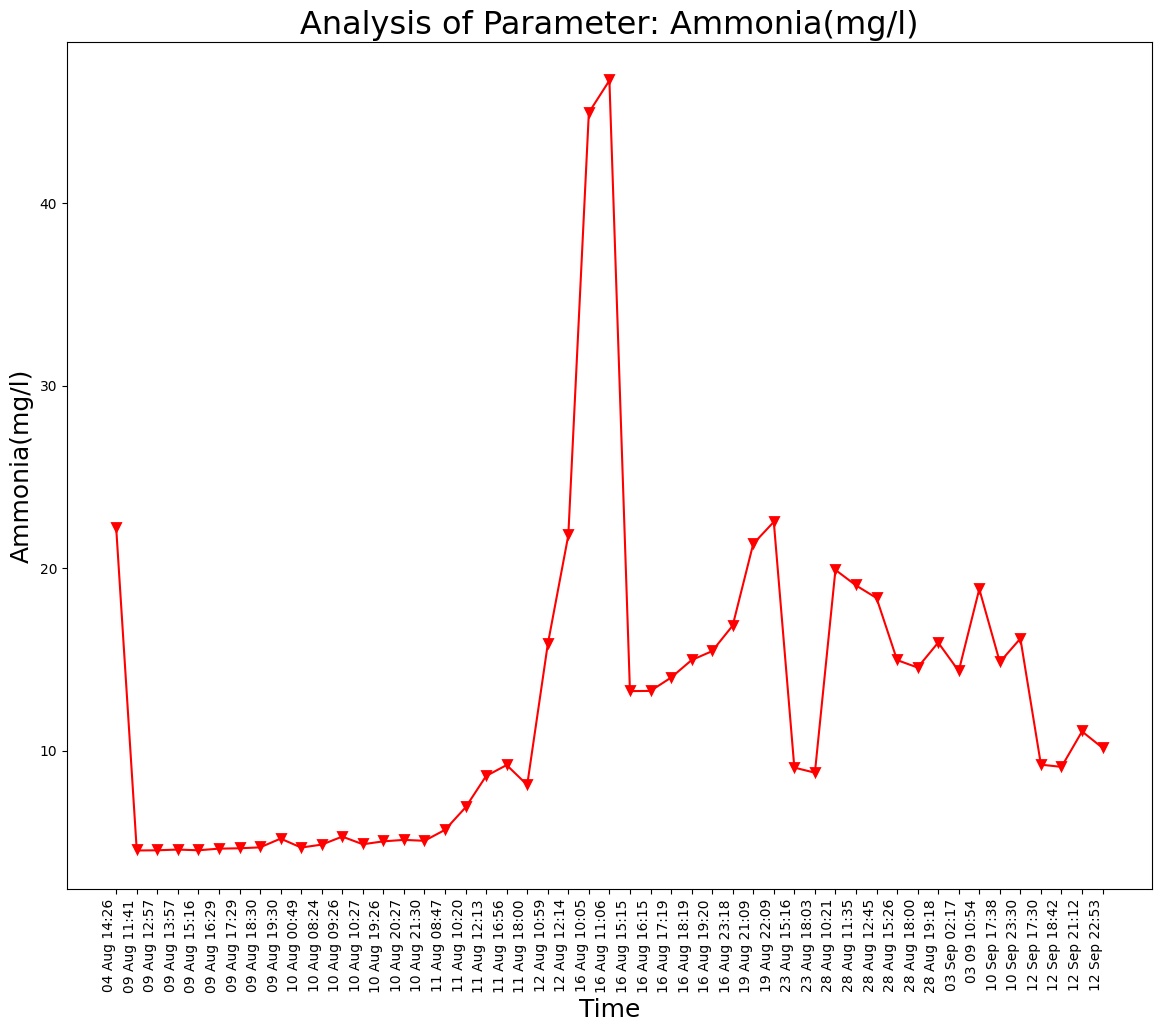 Analysis of Parameter: Ammonia(mg/l)
Ammonia(mg/l)
40
30
20
10
04 Aug 14:26
09 Aug 11:41
09 Aug 12:57
09 Aug 13:57
09 Aug 15:16
09 Aug 16:29
09 Aug 17:29
09 Aug 18:30
09 Aug 19:30
10 Aug 00:49
10 Aug 08:24
10 Aug 09:26
10 Aug 10:27
10 Aug 19:26
10 Aug 20:27
10 Aug 21:30
11 Aug 08:47
11 Aug 10:20
11 Aug 12:13
11 Aug 16:56
11 Aug 18:00
12 Aug 10:59
12 Aug 12:14
16 Aug 10:05
16 Aug 11:06
16 Aug 15:15
16 Aug 16:15
16 Aug 17:19
16 Aug 18:19
16 Aug 19:20
16 Aug 23:18
19 Aug 21:09
19 Aug 22:09
23 Aug 15:16
23 Aug 18:03
28 Aug 10:21
28 Aug 11:35
28 Aug 12:45
28 Aug 15:26
28 Aug 18:00
28 Aug 19:18
03 Sep 02:17
03 09 10:54
10 Sep 17:38
10 Sep 23:30
12 Sep 17:30
12 Sep 18:42
12 Sep 21:12
12 Sep 22:53
Time